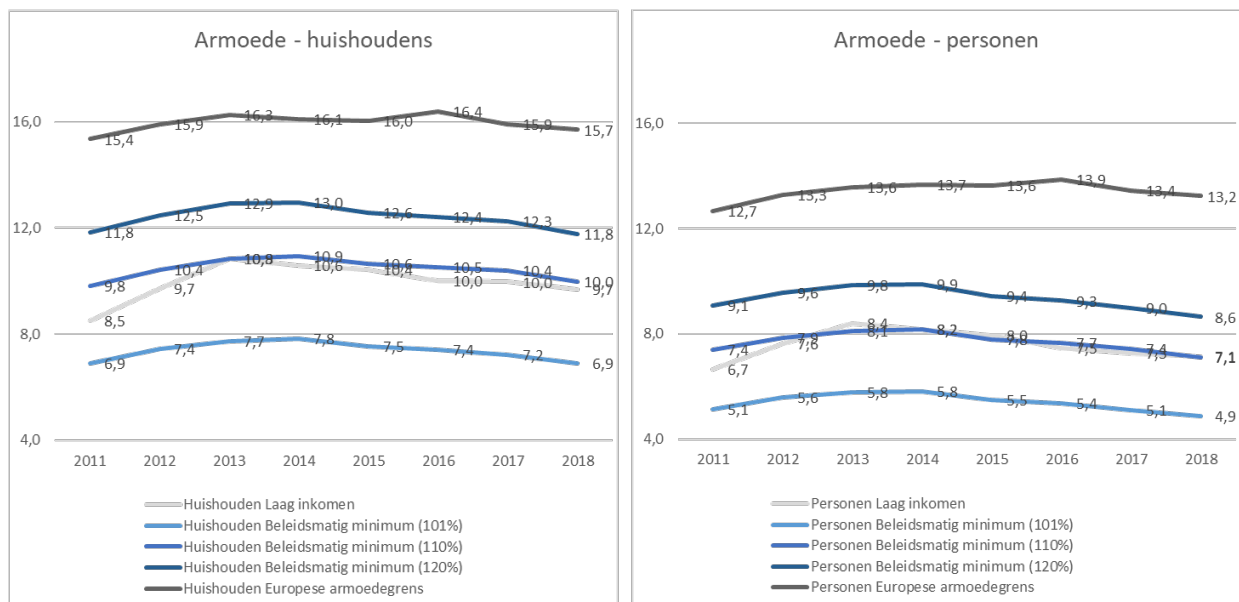 Armoede - huishoudens
16,0
12,0
8,0
4,0
15,4 15,9 16,3 16,1 16,0 16,4 15,9 15,7
11,8 12,5 12,9 13,0 12,6 12,4 12,3 11,8
9,8 10,4 10,9 10,6 10,5 10,4 10,0
8,5 9,7 10,6 10,4 10,0 10,0 9,7
6,9 7,4 7,7 7,8 7,5 7,4 7,2 6,9
2011 2012 2013 2014 2015 2016 2017 2018
Huishouden Laag inkomen
Huishouden Beleidsmatig minimum (101%)
Huishouden Beleidsmatig minimum (110%)
Huishouden Beleidsmatig minimum (120%)
Huishouden Europese armoedegrens
Armoede - personen
16,0
12,0
8,0
4,0
12,7 13,3 13,6 13,7 13,6 13,9 13,4 13,2
9,1 9,6 9,8 9,9 9,4 9,3 9,0 8,6
7,4 7,9 8,1 8,2 7,8 7,7 7,4 7,1
6,7 7,6 8,4 8,0 7,5 7,3
5,1 5,6 5,8 5,8 5,5 5,4 5,1 4,9
2011 2012 2013 2014 2015 2016 2017 2018
Personen Laag inkomen
Personen Beleidsmatig minimum (101%)
Personen Beleidsmatig minimum (110%)
Personen Beleidsmatig minimum (120%)
Personen Europese armoedegrens